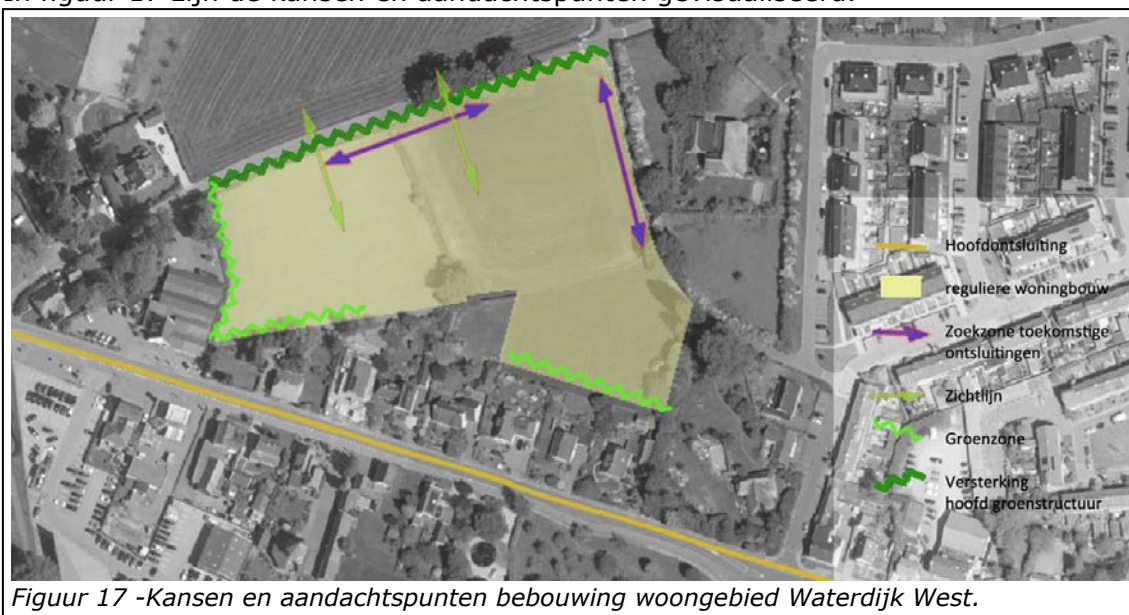 In figuur 17 zijn de kansen en aandachtspunten gevisualiseerd.
Hoofdontsluiting
reguliere woningbouw
Zoekzone toekomstige
ontsluitingen
Zichtlijn
Groenzone
Versterking
hoofd groenstructuur
Figuur 17 -Kansen en aandachtspunten bebouwing woongebied Waterdijk West.